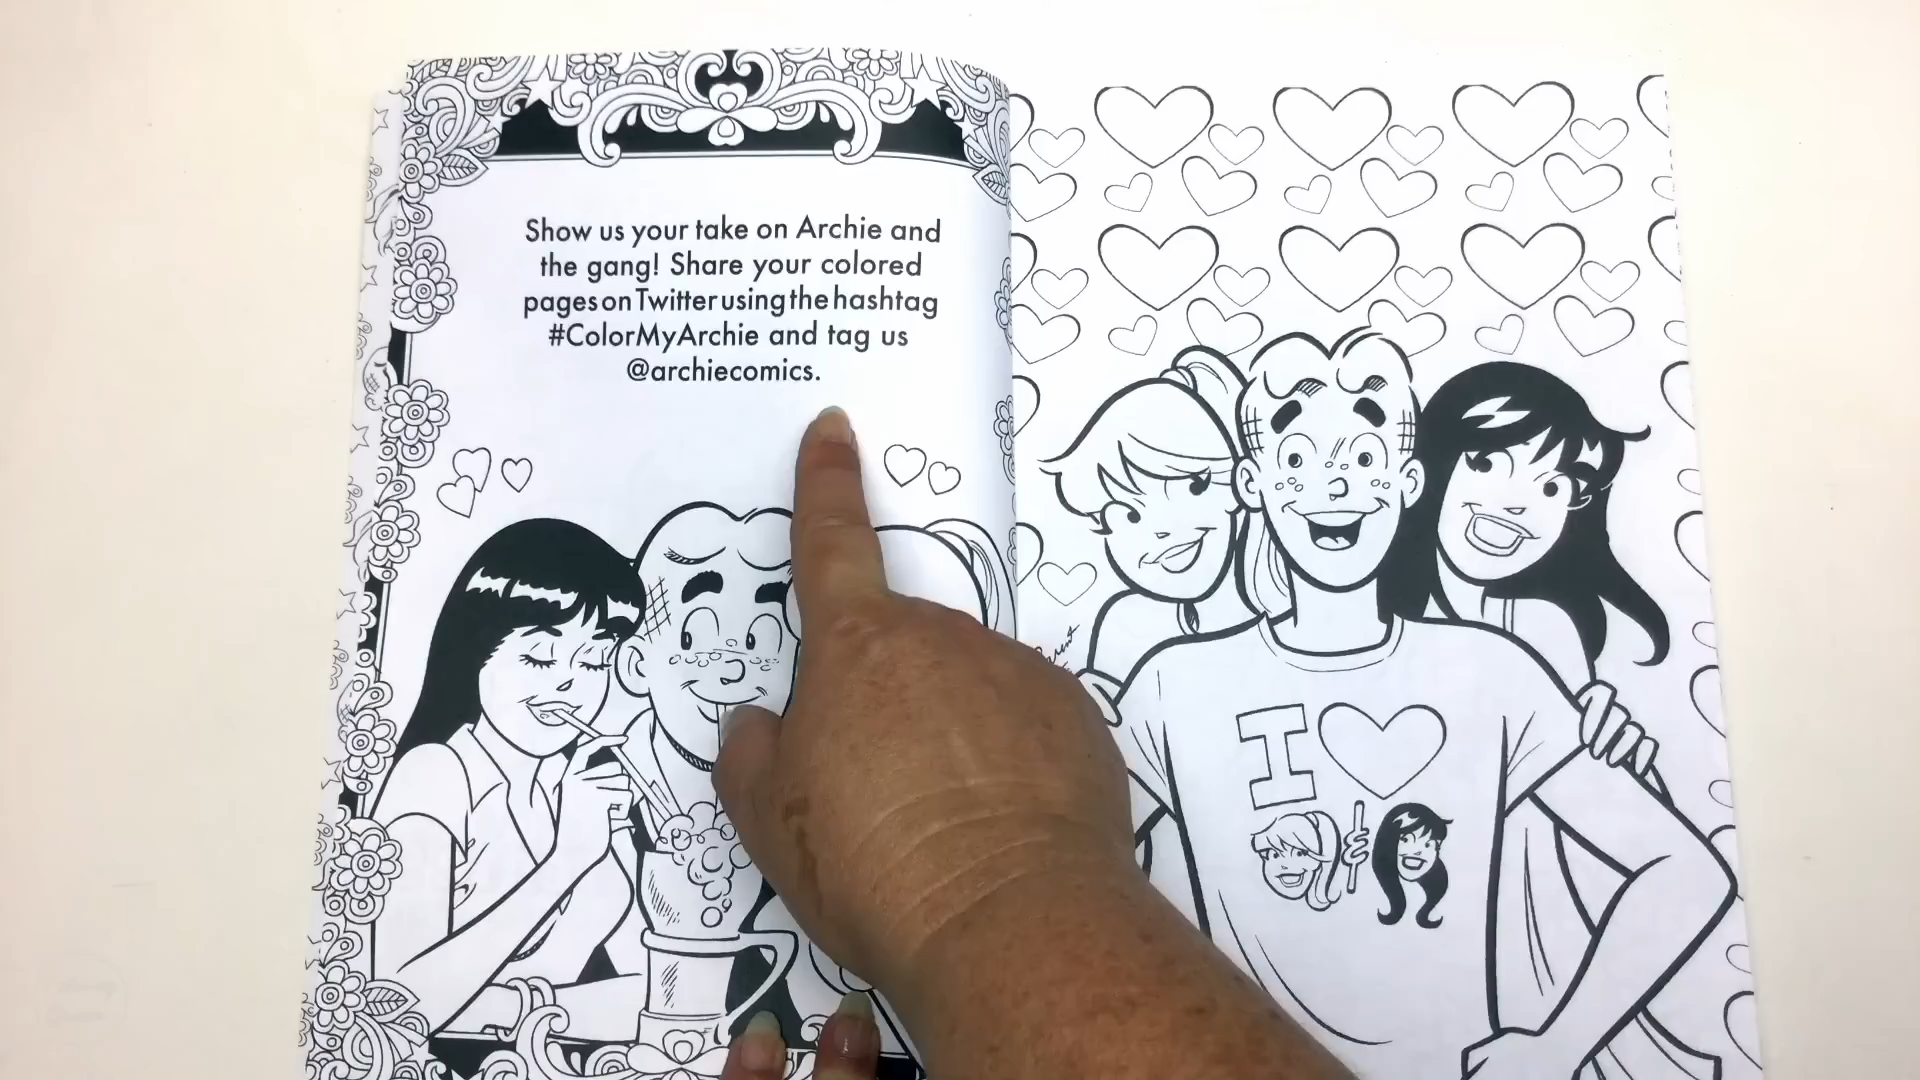 Show us your take on Archie and
the gang! Share your colored
pages on Twitter using the hashtag
#ColorMyArchie and tag us
@archiecomics.
I